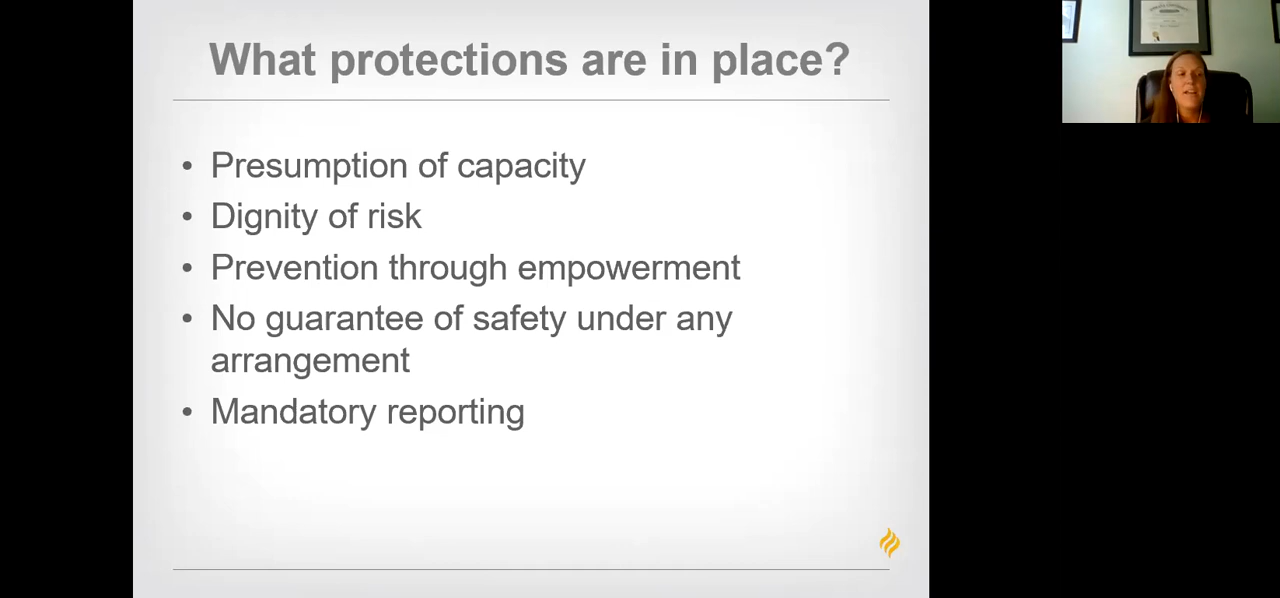 What protections are in place?
• Presumption of capacity
• Dignity of risk
• Prevention through empowerment
• No guarantee of safety under any
arrangement
• Mandatory reporting